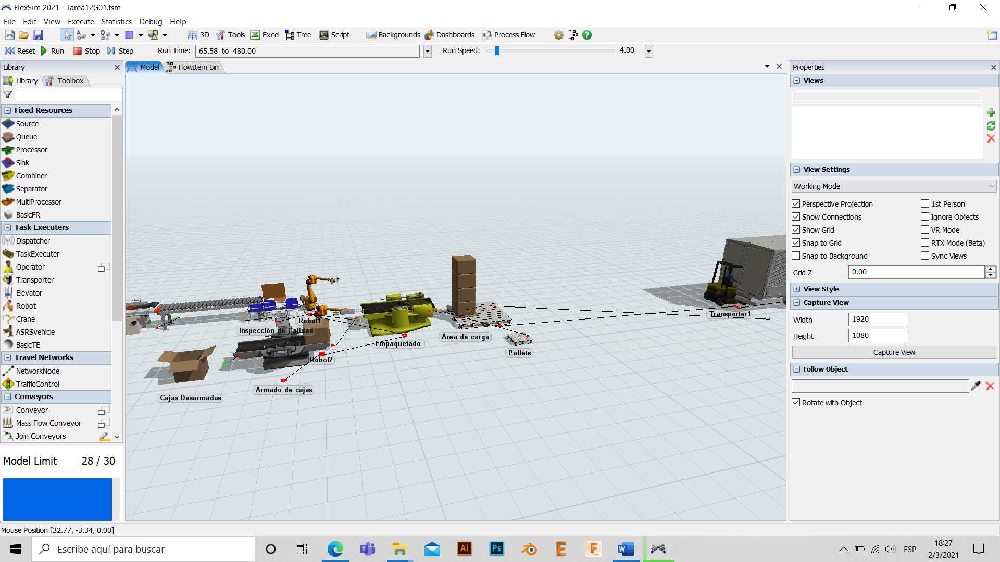 FlexSim 2021 - Tarea12G01.fsm
File Edit View Execute Statistics Debug Help
3D Tools Excel Tree Script Backgrounds Dashboards Process Flow
Reset Run Stop Step Run Time: 65.58 to 480.00 Run Speed: 4.00
Library
Library Toolbox
Fixed Resources
Source
Queue
Processor
Sink
Combiner
Separator
MultiProcessor
BasicFR
Task Executers
Dispatcher
TaskExecuter
Operator
Transporter
Elevator
Robot
Crane
ASRSvehicle
BasicTE
Travel Networks
NetworkNode
TrafficControl
Conveyors
Conveyor
Mass Flow Conveyor
Join Conveyors
Model Limit 28 / 30
Model FlowItem Bin
Robot1
Transporter1
Inspección de Calidad
Área de carga
Empaquetado
Pallets
Robot2
Armado de cajas
Cajas Desarmadas
Properties
Views
View Settings
Working Mode
Perspective Projection 1st Person
Show Connections Ignore Objects
Show Grid VR Mode
Snap to Grid RTX Mode (Beta)
Snap to Background Sync Views
Grid Z 0.00
View Style
Capture View
Width 1920
Height 1080
Capture View
Follow Object
Rotate with Object
Mouse Position [32.77, -3.34, 0.00]
Escribe aquí para buscar
Ai
Ps
ESP
18:27
2/3/2021